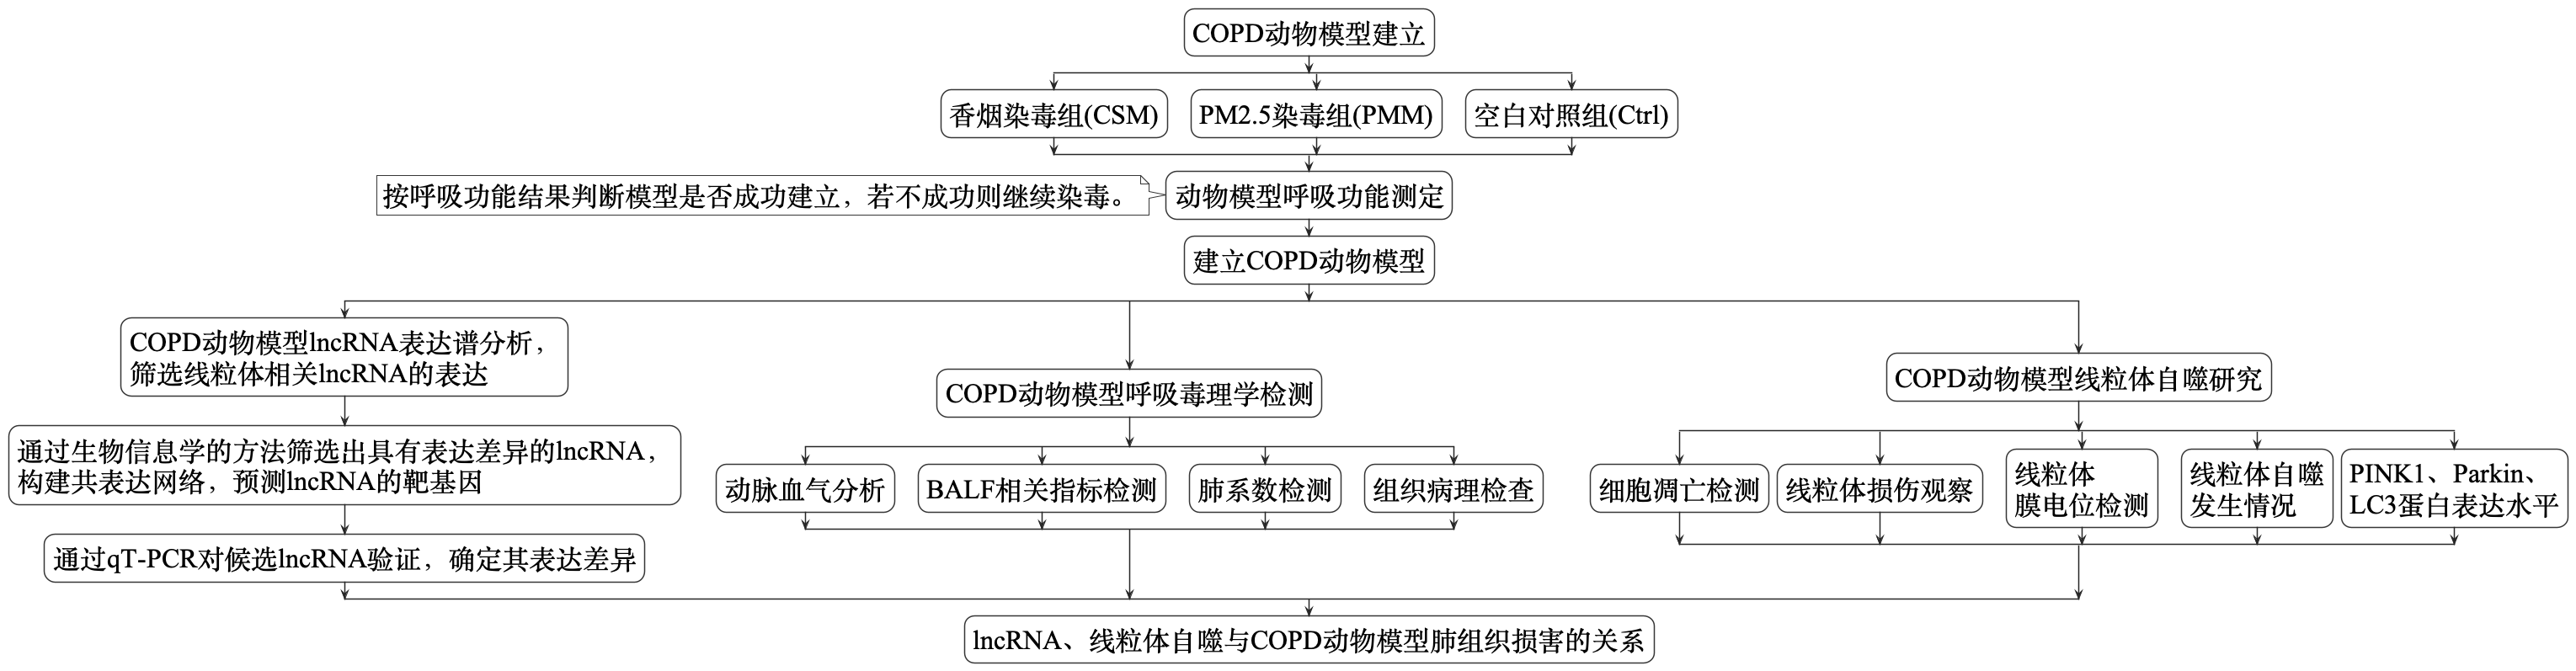 COPD动物模型建立
香烟染毒组(CSM)
PM2.5染毒组(PMM)
空白对照组(Ctrl)
按呼吸功能结果判断模型是否成功建立，若不成功则继续染毒。
动物模型呼吸功能测定
建立COPD动物模型
COPD动物模型lncRNA表达谱分析，
筛选线粒体相关lncRNA的表达
通过生物信息学的方法筛选出具有表达差异的lncRNA，
构建共表达网络，预测lncRNA的靶基因
通过qT-PCR对候选lncRNA验证，确定其表达差异
COPD动物模型呼吸毒理学检测
动脉血气分析
BALF相关指标检测
肺系数检测
组织病理检查
COPD动物模型线粒体自噬研究
细胞凋亡检测
线粒体损伤观察
线粒体
膜电位检测
线粒体自噬
发生情况
PINK1、Parkin、
LC3蛋白表达水平
lncRNA、线粒体自噬与COPD动物模型肺组织损害的关系